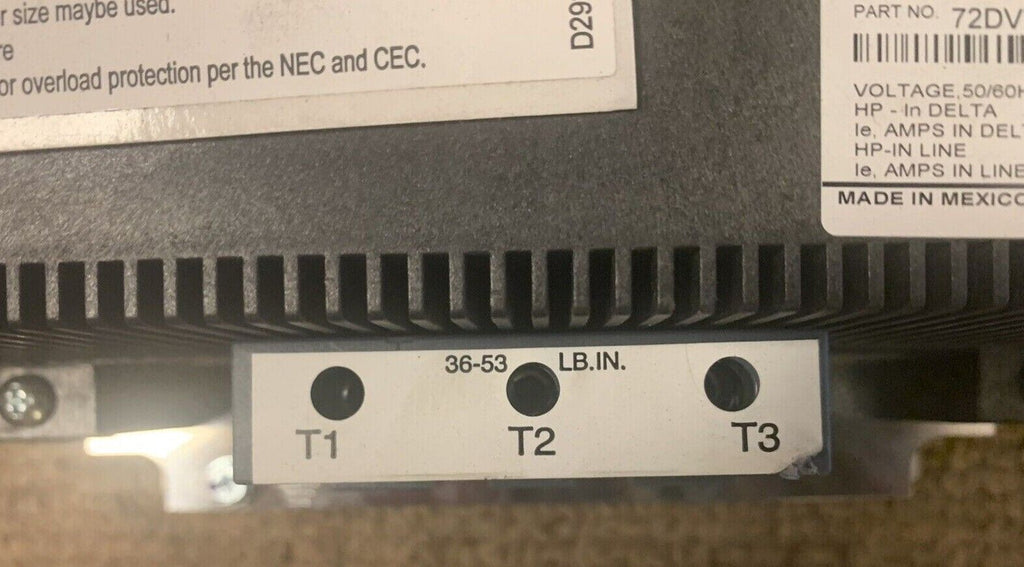 r size maybe used.
re
or overload protection per the NEC and CEC.
D29
PART NO. 72DV
VOLTAGE,50/60H
HP - In DELTA
Ie, AMPS IN DELT
HP-IN LINE
Ie, AMPS IN LINE
MADE IN MEXICO
36-53 LB.IN.
T1 T2 T3